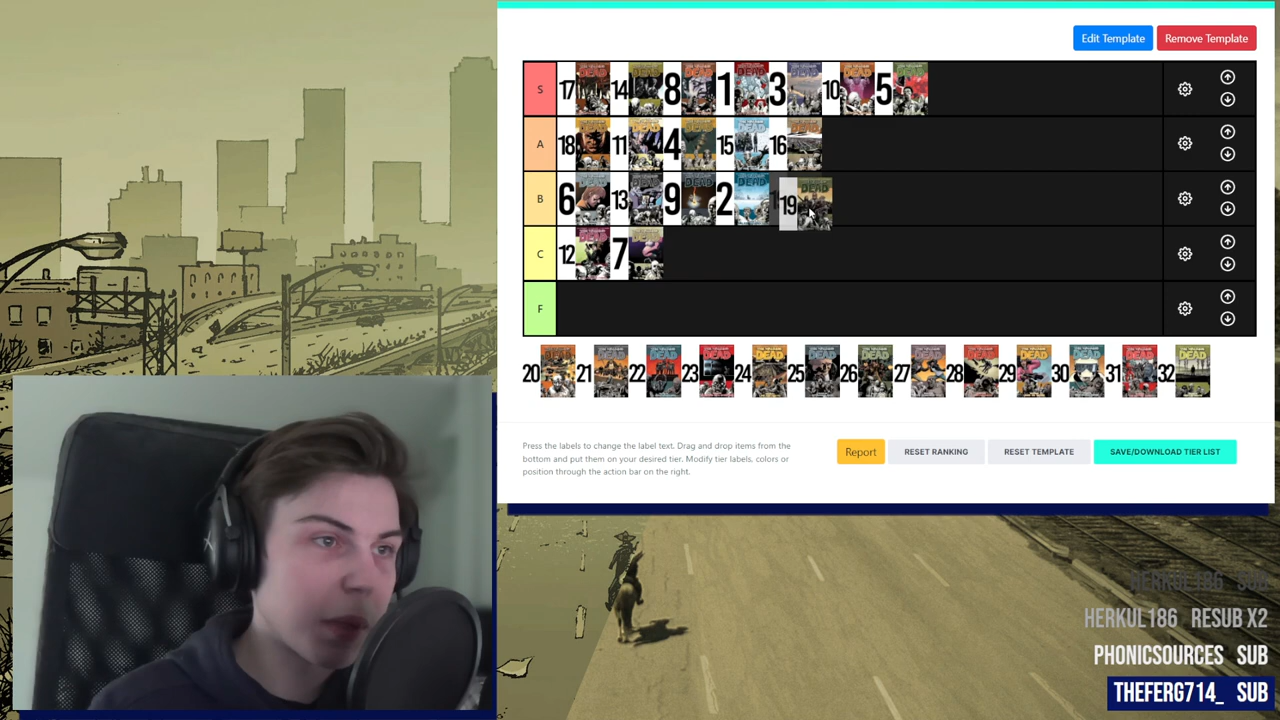 Edit Template Remove Template
S 17 14 8 1 3 10 5
A 18 11 4 15 16
B 6 13 9 2 19
C 12 7
F
20 21 22 23 24 25 26 27 28 29 30 31 32
Press the labels to change the label text. Drag and drop items from the
bottom and put them on your desired tier. Modify tier labels, colors or
position through the action bar on the right.
Report RESET RANKING RESET TEMPLATE SAVE/DOWNLOAD TIER LIST
HERKUL186 SUB
HERKUL186 RESUB X2
PHONICSOURCES SUB
THEFERG714_ SUB